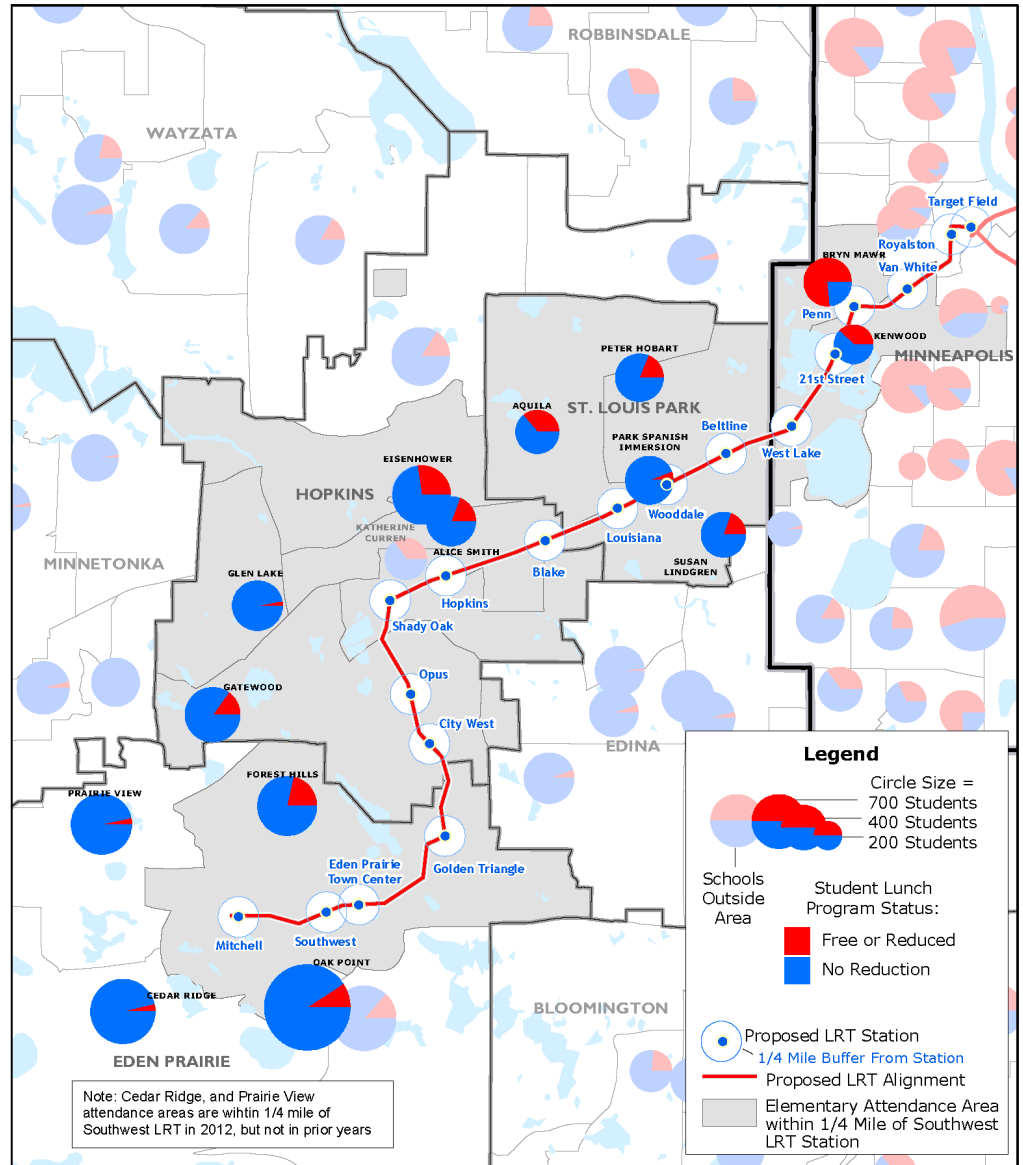 ROBBINSDALE
WAYZATA
Target Field
Royalston
BRYN MAWR
Van White
Penn
KENWOOD
MINNEAPOLIS
PETER HOBART
21st Street
AQUILA
ST. LOUIS PARK
Beltline
PARK SPANISH
IMMERSION
West Lake
EISENHOWER
HOPKINS
Wooddale
KATHERINE
CURREN
Louisiana
ALICE SMITH
MINNETONKA
Blake
SUSAN
LINDGREN
GLEN LAKE
Hopkins
Shady Oak
Opus
GATEWOOD
City West
EDINA
FOREST HILLS
PRAIRIE VIEW
Eden Prairie
Town Center
Golden Triangle
Mitchell
Southwest
OAK POINT
CEDAR RIDGE
BLOOMINGTON
EDEN PRAIRIE
Note: Cedar Ridge, and Prairie View
attendance areas are wihtin 1/4 mile of
Southwest LRT in 2012, but not in prior years
Legend
Circle Size =
700 Students
400 Students
200 Students
Schools
Outside
Area
Student Lunch
Program Status:
Free or Reduced
No Reduction
Proposed LRT Station
1/4 Mile Buffer From Station
Proposed LRT Alignment
Elementary Attendance Area
within 1/4 Mile of Southwest
LRT Station